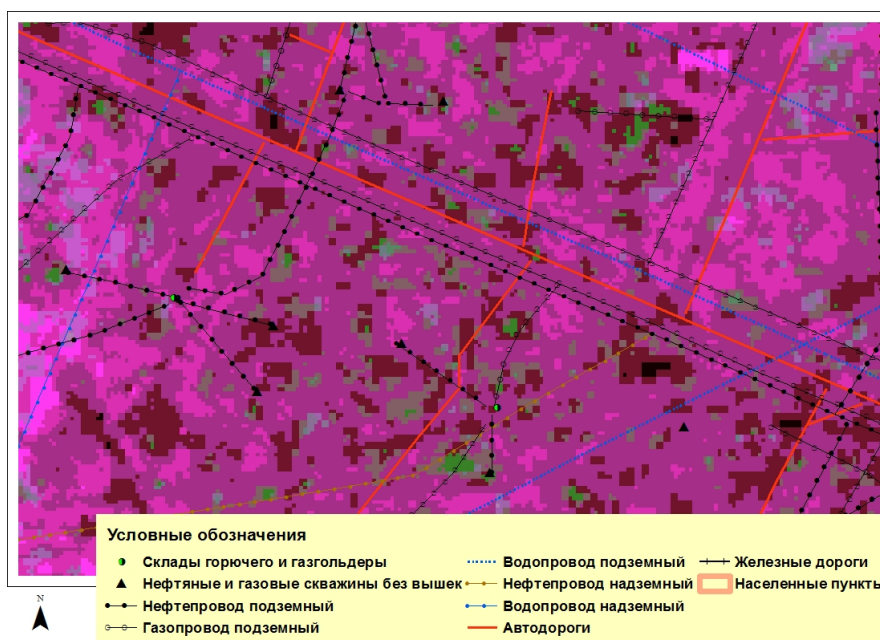 Условные обозначения
Склады горючего и газгольдеры
Нефтяные и газовые скважины без вышек
Нефтепровод подземный
Газопровод подземный
Водопровод подземный
Нефтепровод надземный
Водопровод надземный
Автодороги
Железные дороги
Населенные пункты
N